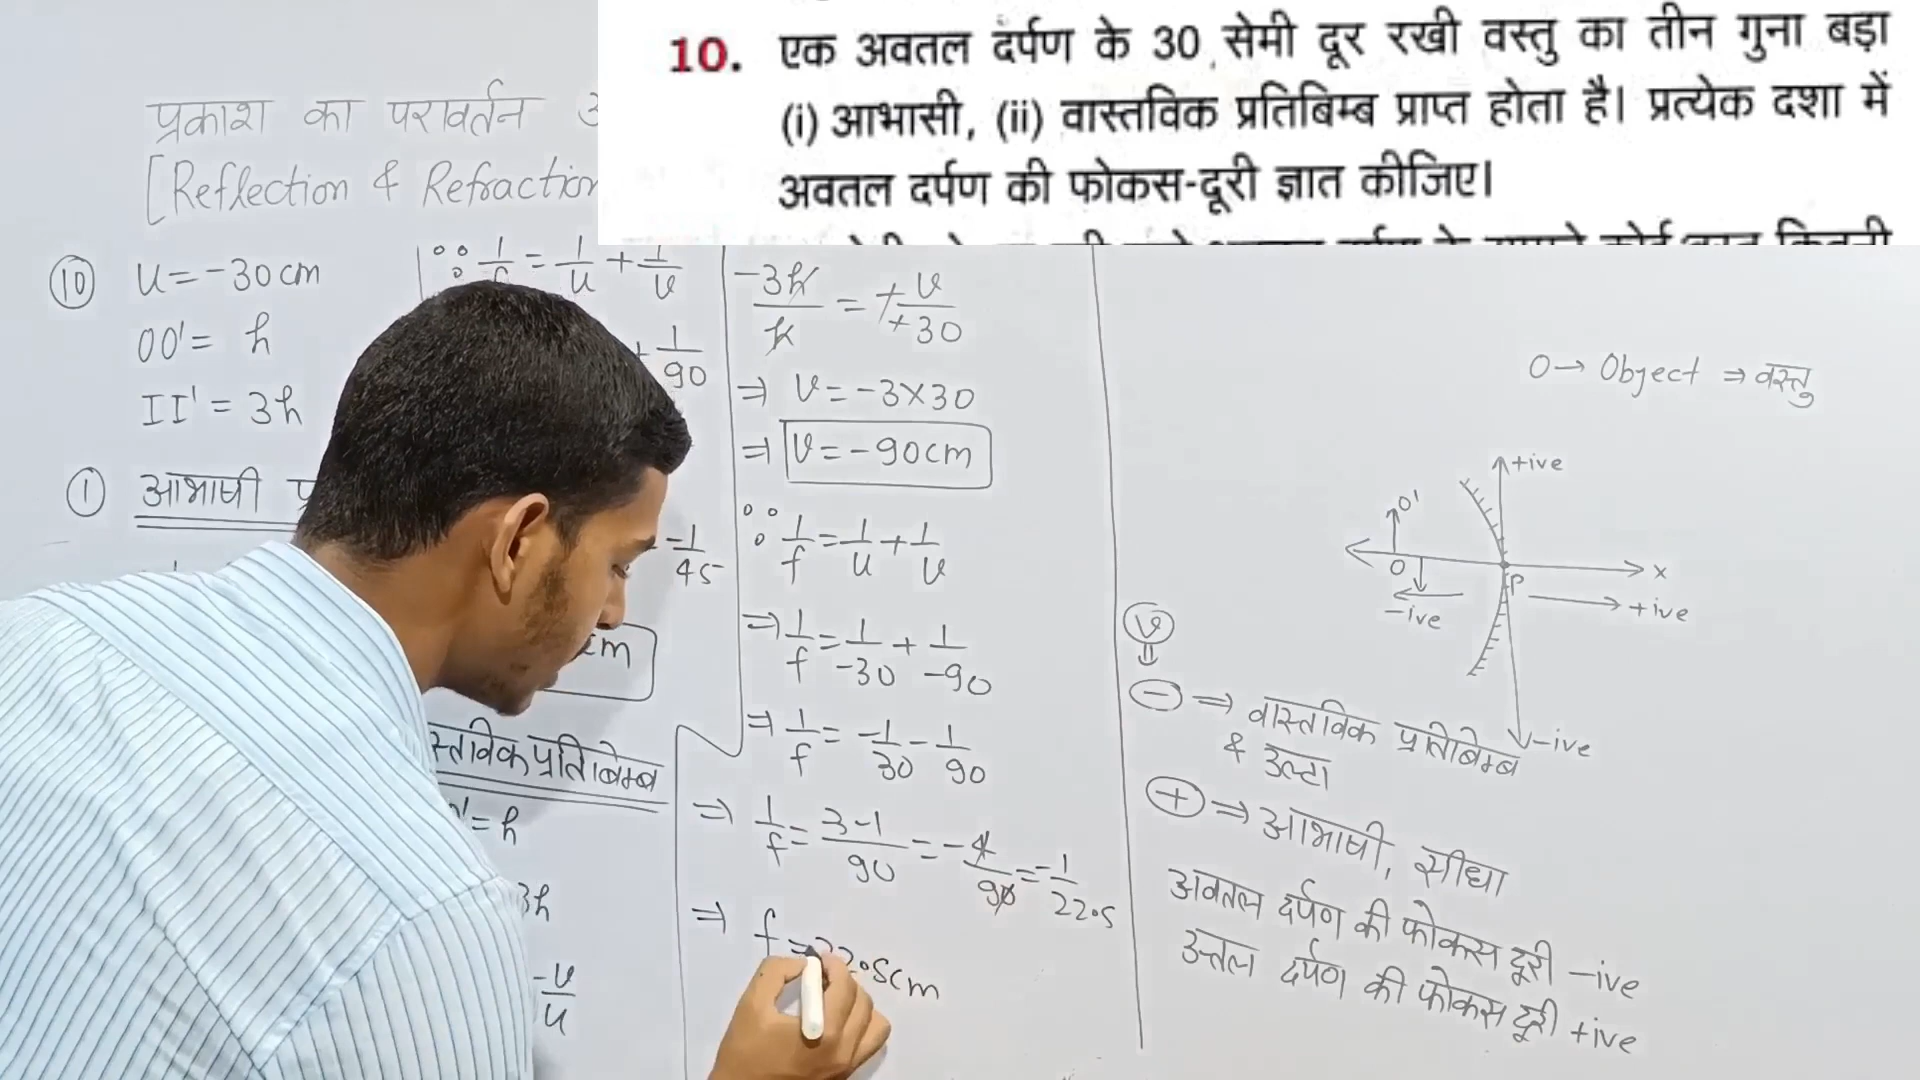 10. एक अवतल दर्पण के 30 सेमी दूर रखी वस्तु का तीन गुना बड़ा
(i) आभासी, (ii) वास्तविक प्रतिबिम्ब प्राप्त होता है। प्रत्येक दशा में
अवतल दर्पण की फोकस-दूरी ज्ञात कीजिए।
प्रकाश का परावर्तन
[Reflection & Refraction
⑩ u = -30cm
OO' = h
II' = 3h
① आभाषी
∵ 1/f = 1/u + 1/v
1/90
-1/45
cm
स्तविक प्रतिबिम्ब
' = h
3h
-v/u
-3h/h = +v/+30
⇒ v = -3×30
⇒ v = -90cm
∵ 1/f = 1/u + 1/v
⇒ 1/f = 1/-30 + 1/-90
⇒ 1/f = -1/30 - 1/90
⇒ 1/f = 3-1/90 = -4/90 = -1/22.5
⇒ f = 22.5cm
O → Object ⇒ वस्तु
+ive
O'
O
P
x
-ive
+ive
-ive
v
⊖ ⇒ वास्तविक प्रतिबिम्ब
& उल्टा
⊕ ⇒ आभाषी, सीधा
अवतल दर्पण की फोकस दूरी -ive
उत्तल दर्पण की फोकस दूरी +ive